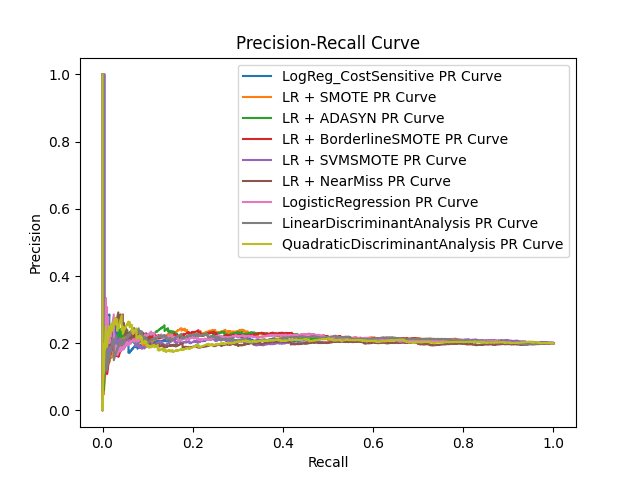 Precision-Recall Curve
1.0
0.8
0.6
0.4
0.2
0.0
Precision
LogReg_CostSensitive PR Curve
LR + SMOTE PR Curve
LR + ADASYN PR Curve
LR + BorderlineSMOTE PR Curve
LR + SVMSMOTE PR Curve
LR + NearMiss PR Curve
LogisticRegression PR Curve
LinearDiscriminantAnalysis PR Curve
QuadraticDiscriminantAnalysis PR Curve
0.0 0.2 0.4 0.6 0.8 1.0
Recall